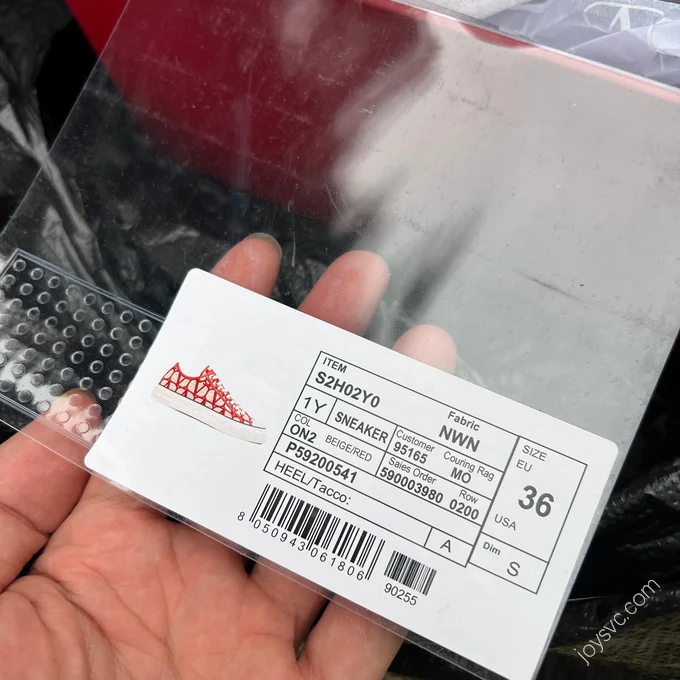 ITEM
S2H02Y0
1Y SNEAKER
Customer
95165
Fabric
NWN
Couring Rag
MO
COL
ON2 BEIGE/RED
Sales Order
590003980
Row
0200
P59200541
HEEL/Tacco:
A
SIZE
EU
36
USA
Dim
S
8 050943 061806
90255
joysvc.com